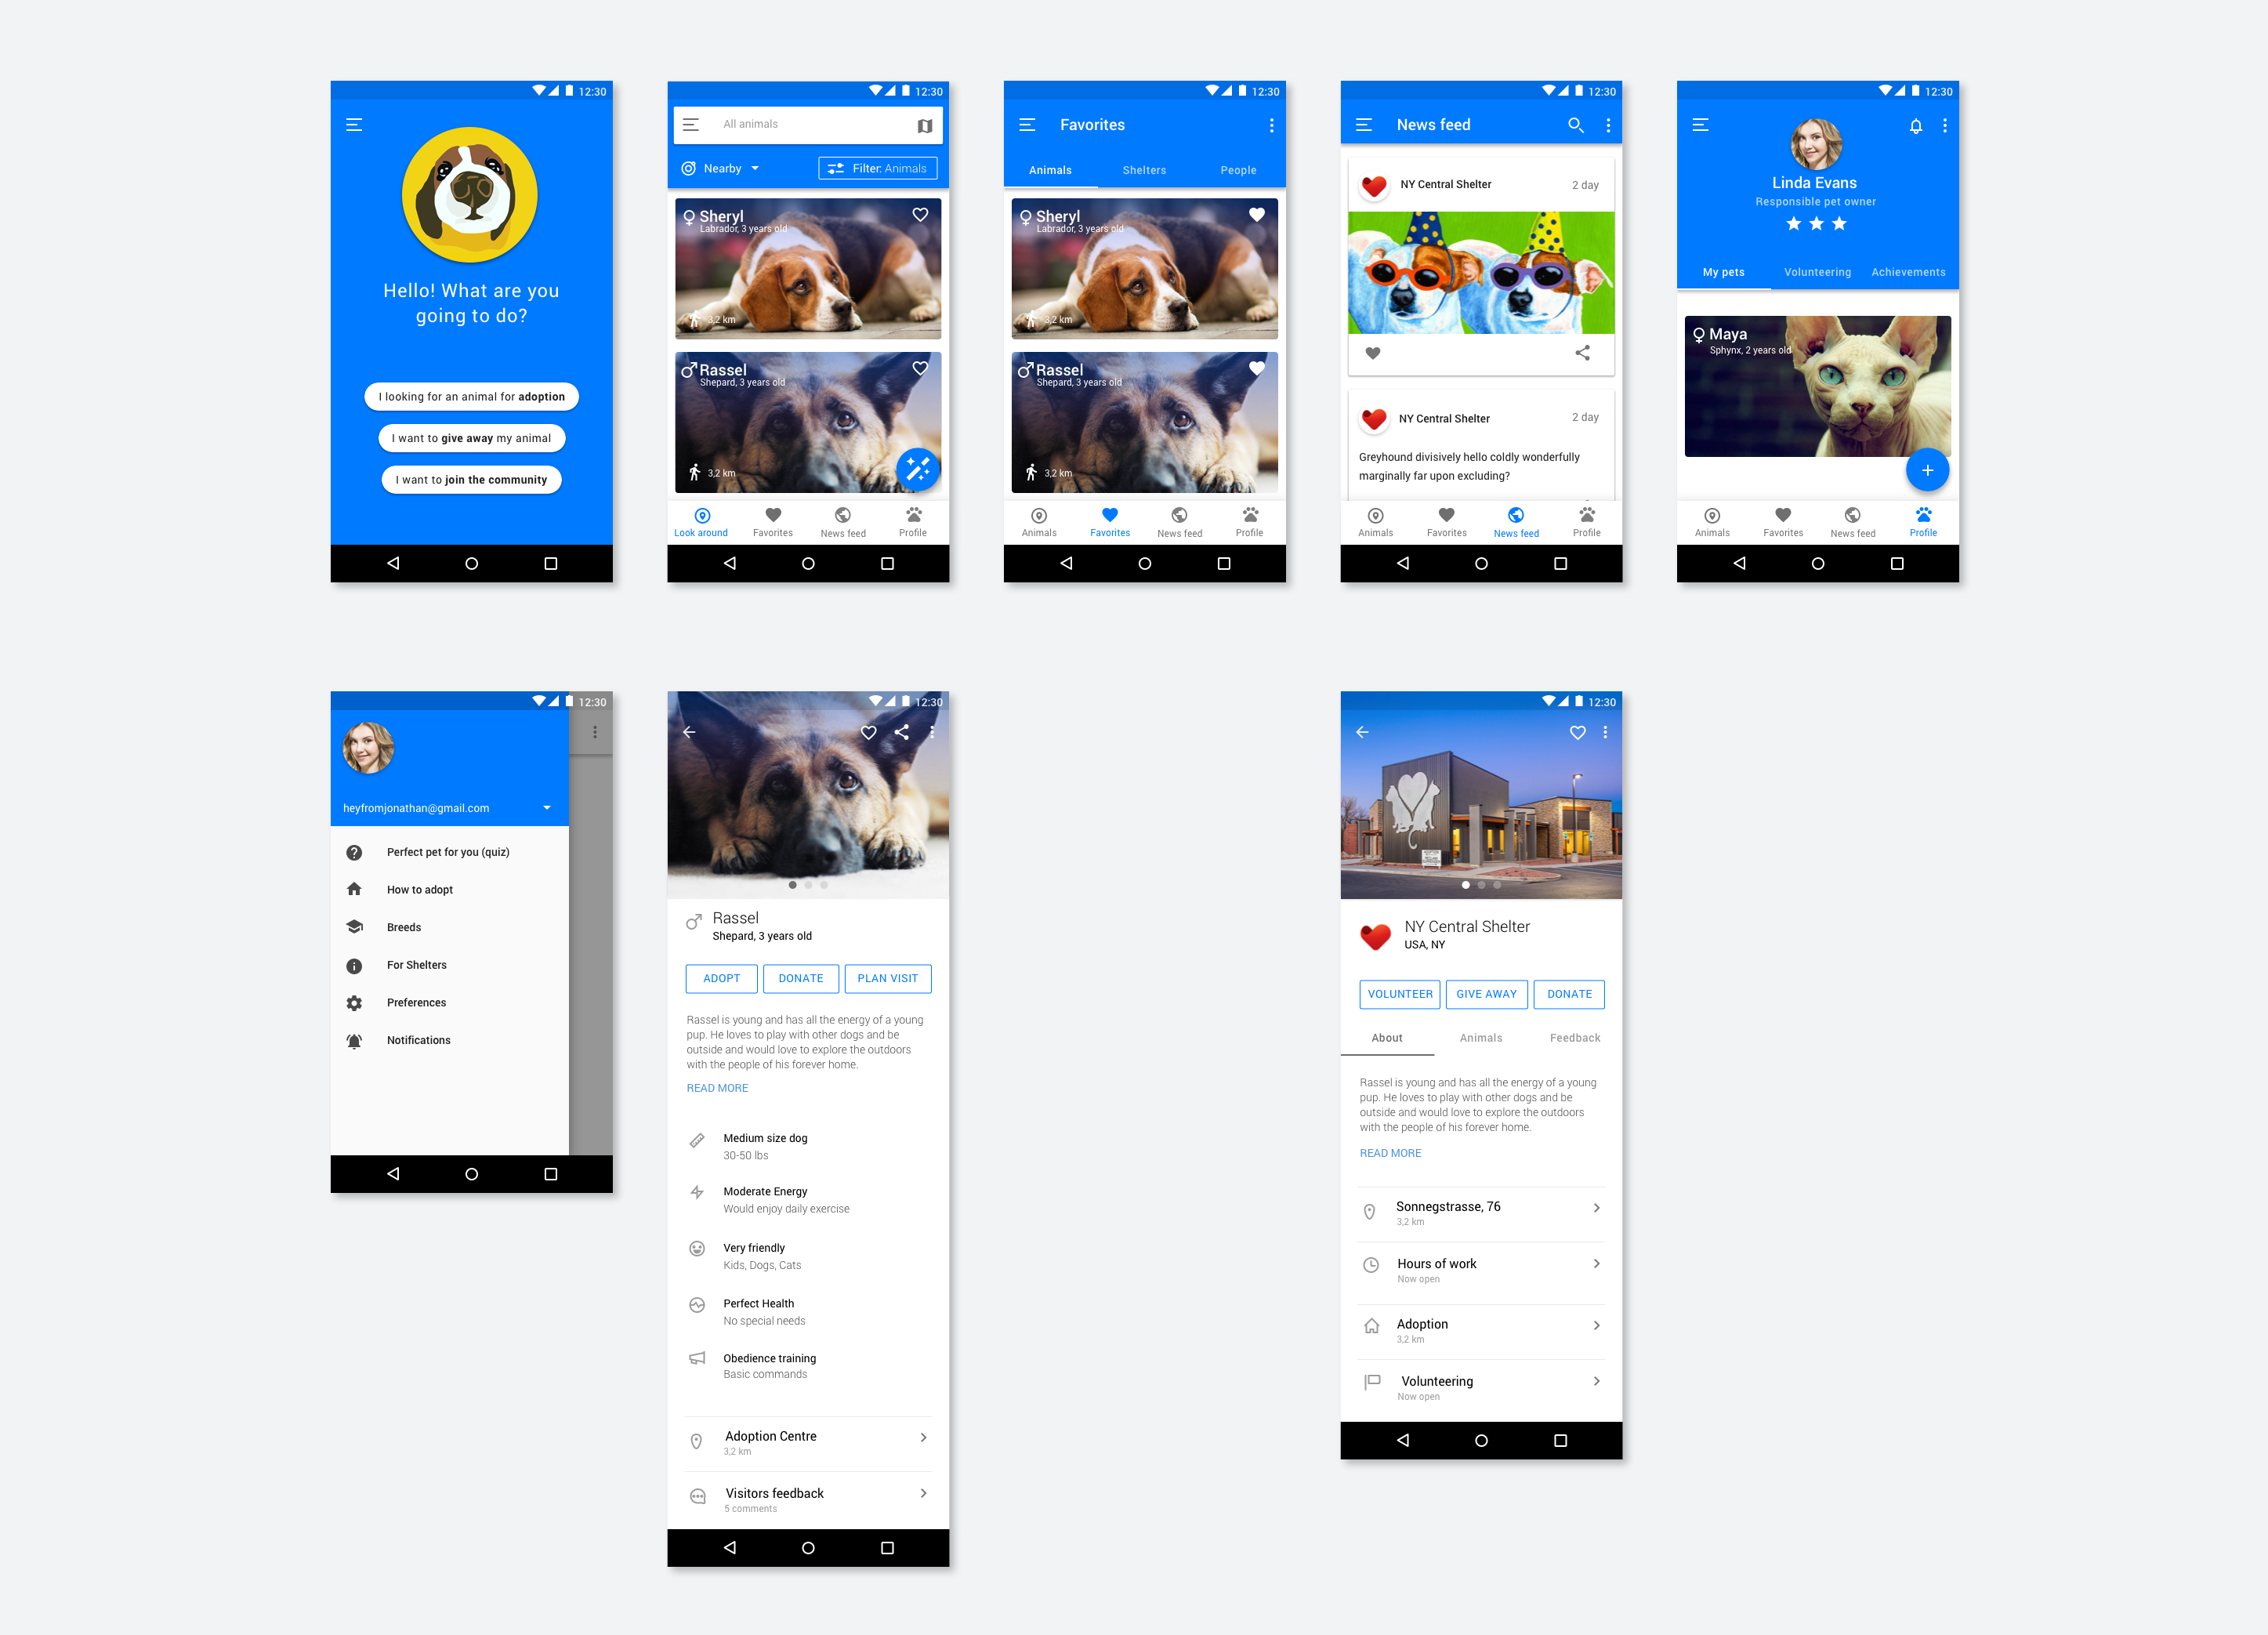 12:30
Hello! What are you
going to do?
I looking for an animal for adoption
I want to give away my animal
I want to join the community
12:30
All animals
Nearby
Filter: Animals
Sheryl
Labrador, 3 years old
3,2 km
Rassel
Shepard, 3 years old
3,2 km
Look around
Favorites
News feed
Profile
12:30
Favorites
Animals
Shelters
People
Sheryl
Labrador, 3 years old
3,2 km
Rassel
Shepard, 3 years old
3,2 km
Animals
Favorites
News feed
Profile
12:30
News feed
NY Central Shelter
2 day
NY Central Shelter
2 day
Greyhound divisively hello coldly wonderfully
marginally far upon excluding?
Animals
Favorites
News feed
Profile
12:30
Linda Evans
Responsible pet owner
My pets
Volunteering
Achievements
Maya
Sphynx, 2 years old
Animals
Favorites
News feed
Profile
12:30
heyfromjonathan@gmail.com
Perfect pet for you (quiz)
How to adopt
Breeds
For Shelters
Preferences
Notifications
12:30
Rassel
Shepard, 3 years old
ADOPT
DONATE
PLAN VISIT
Rassel is young and has all the energy of a young
pup. He loves to play with other dogs and be
outside and would love to explore the outdoors
with the people of his forever home.
READ MORE
Medium size dog
30-50 lbs
Moderate Energy
Would enjoy daily exercise
Very friendly
Kids, Dogs, Cats
Perfect Health
No special needs
Obedience training
Basic commands
Adoption Centre
3,2 km
Visitors feedback
5 comments
12:30
NY Central Shelter
USA, NY
VOLUNTEER
GIVE AWAY
DONATE
About
Animals
Feedback
Rassel is young and has all the energy of a young
pup. He loves to play with other dogs and be
outside and would love to explore the outdoors
with the people of his forever home.
READ MORE
Sonnegstrasse, 76
3,2 km
Hours of work
Now open
Adoption
3,2 km
Volunteering
Now open